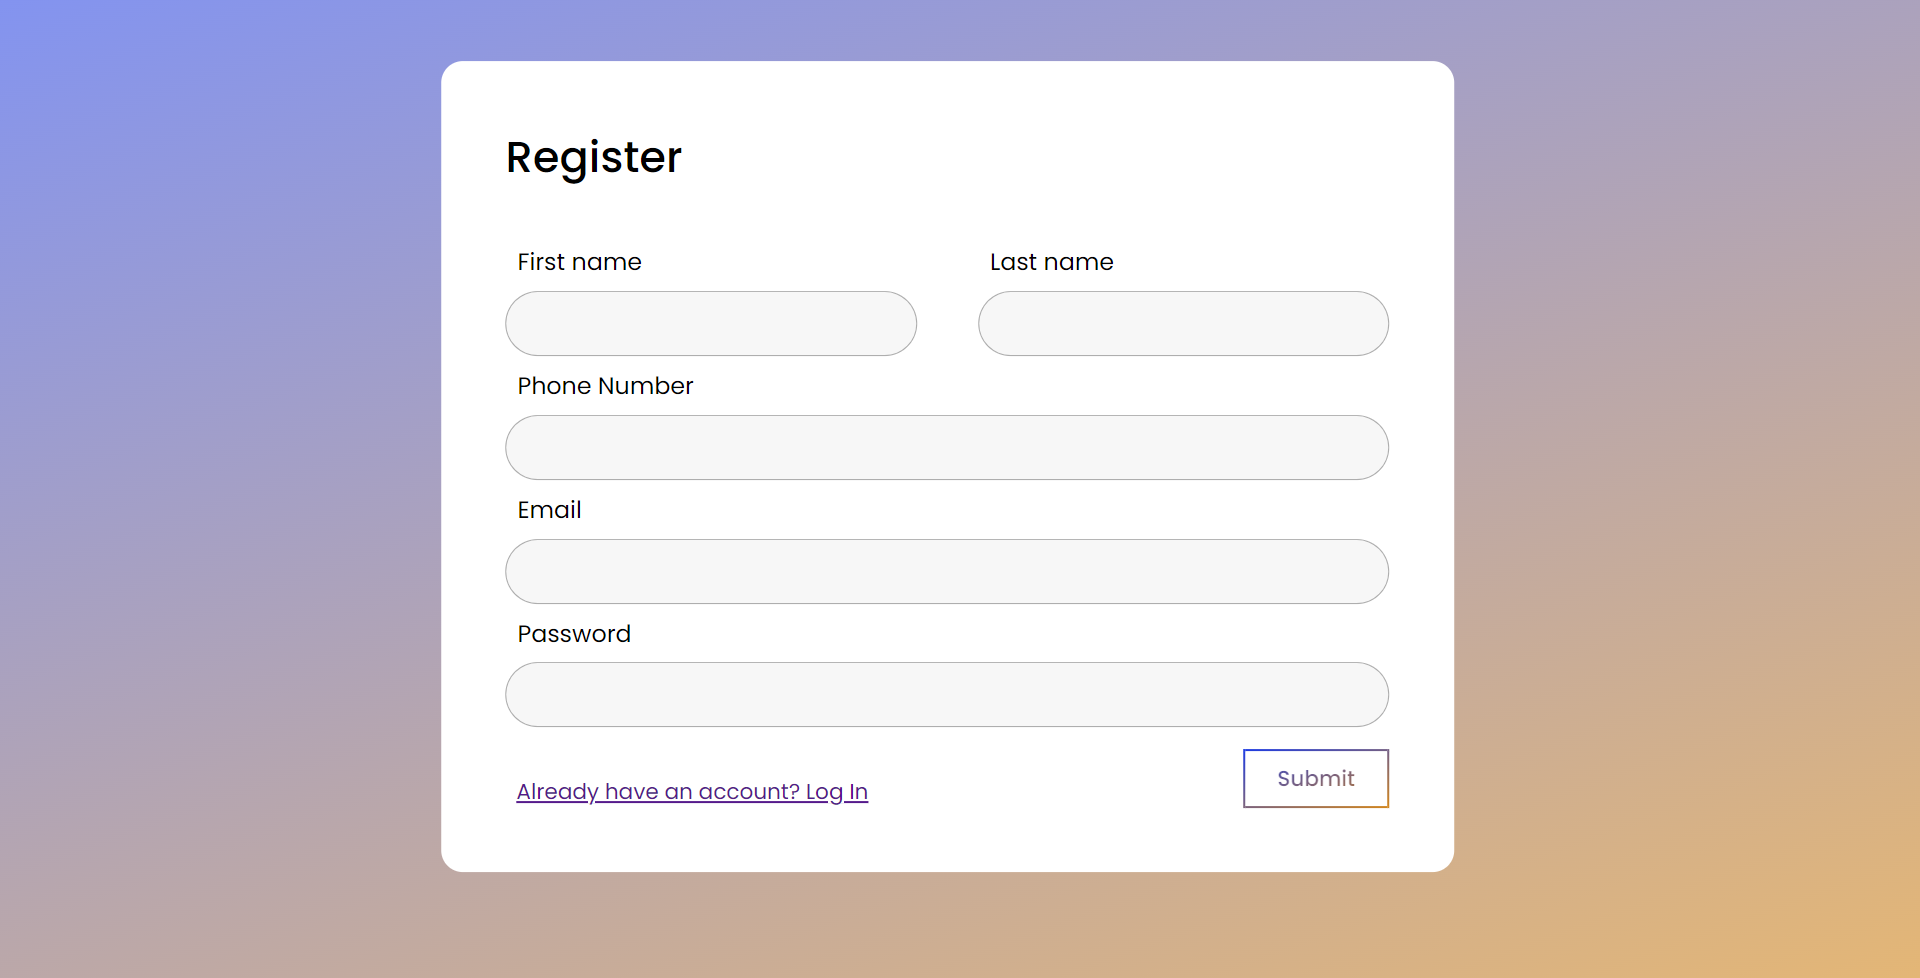 Register
First name
Last name
Phone Number
Email
Password
Already have an account? Log In
Submit